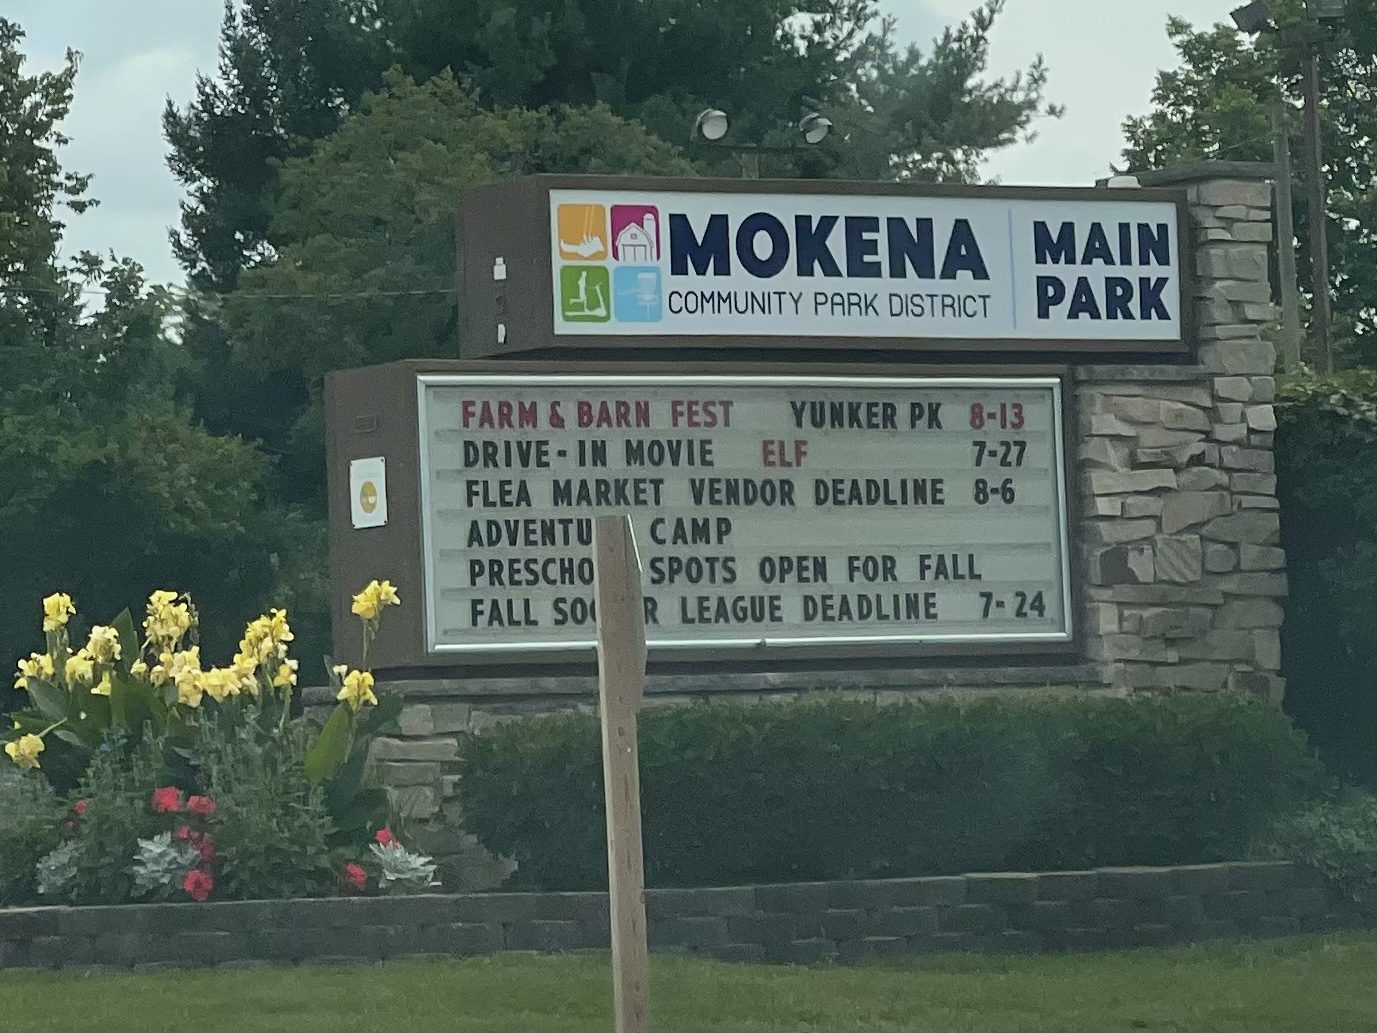 MOKENA
COMMUNITY PARK DISTRICT
MAIN
PARK
FARM & BARN FEST YUNKER PK 8-13
DRIVE-IN MOVIE ELF 7-27
FLEA MARKET VENDOR DEADLINE 8-6
CAMP
SPOTS OPEN FOR FALL
FALL LEAGUE DEADLINE 7-24